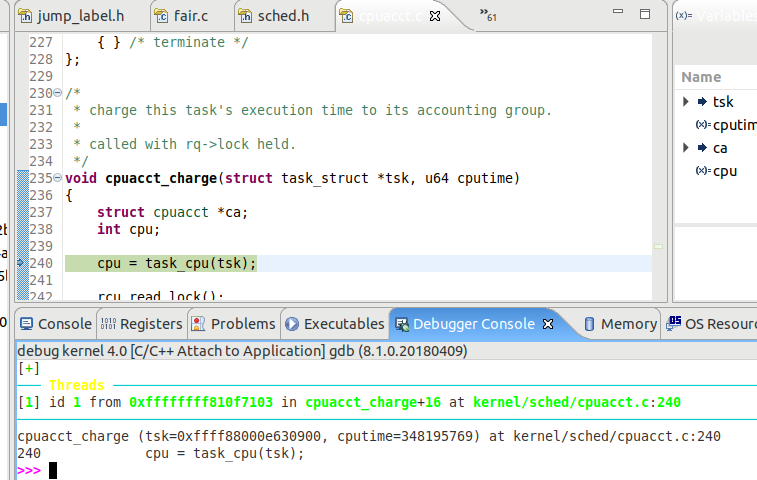 jump_label.h fair.c sched.h cpuacct.c »61 (x)= Variables
227 { } /* terminate */
228 };
229
230 /*
231 * charge this task's execution time to its accounting group.
232 *
233 * called with rq->lock held.
234 */
235 void cpuacct_charge(struct task_struct *tsk, u64 cputime)
236 {
237 struct cpuacct *ca;
238 int cpu;
239
240 cpu = task_cpu(tsk);
241
242 rcu_read_lock();
Name
tsk
(x)= cputim
ca
(x)= cpu
Console Registers Problems Executables Debugger Console Memory OS Resour
debug kernel 4.0 [C/C++ Attach to Application] gdb (8.1.0.20180409)
[+]
Threads
[1] id 1 from 0xffffffff810f7103 in cpuacct_charge+16 at kernel/sched/cpuacct.c:240
cpuacct_charge (tsk=0xffff88000e630900, cputime=348195769) at kernel/sched/cpuacct.c:240
240 cpu = task_cpu(tsk);
>>>